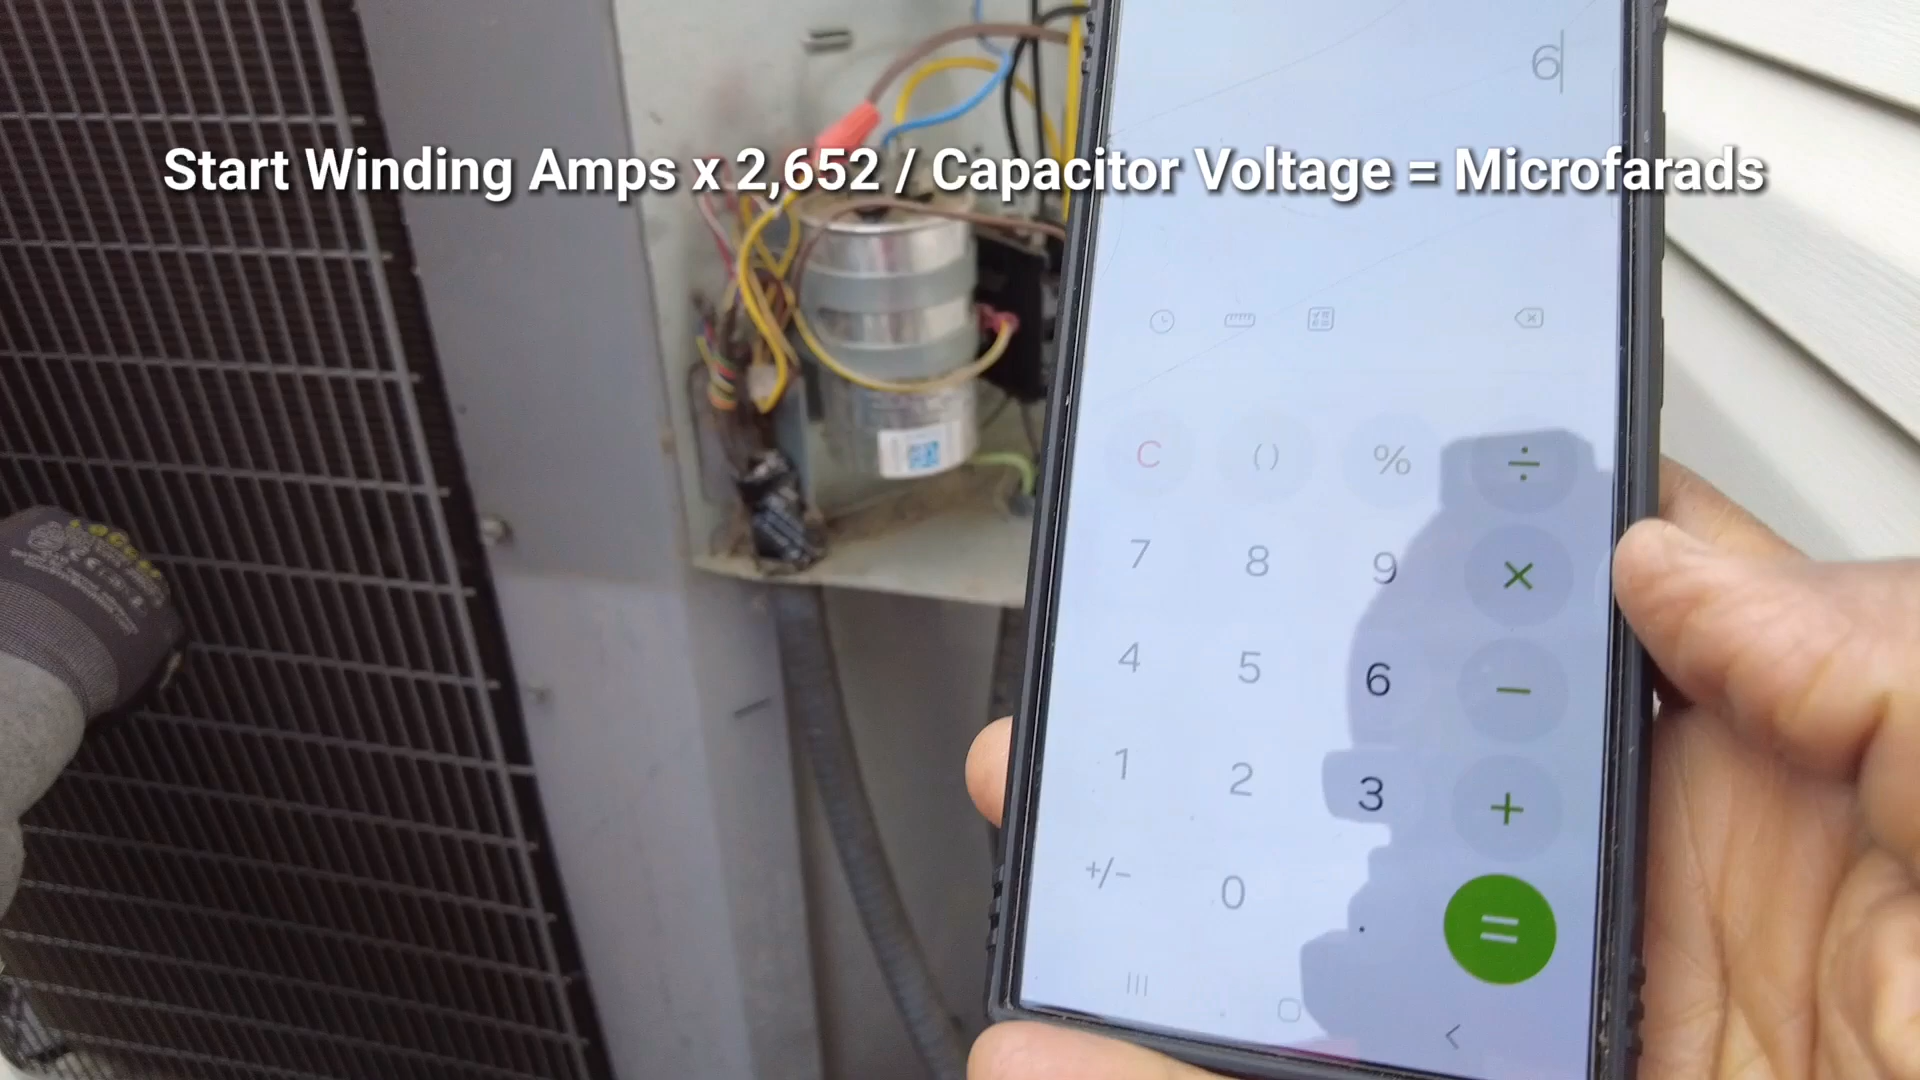 6
Start Winding Amps x 2,652 / Capacitor Voltage = Microfarads
C ( ) % ÷
7 8 9 ×
4 5 6 −
1 2 3 +
+/− 0 . =